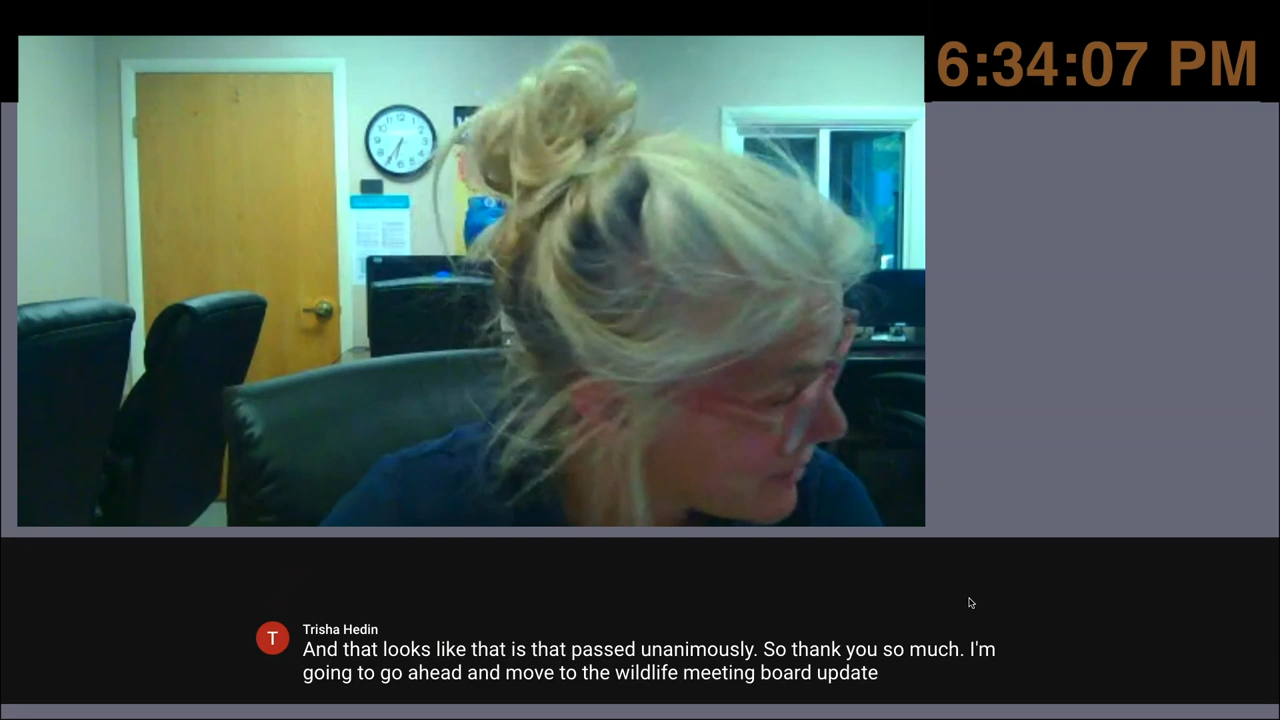 6:34:07 PM
T
Trisha Hedin
And that looks like that is that passed unanimously. So thank you so much. I'm
going to go ahead and move to the wildlife meeting board update